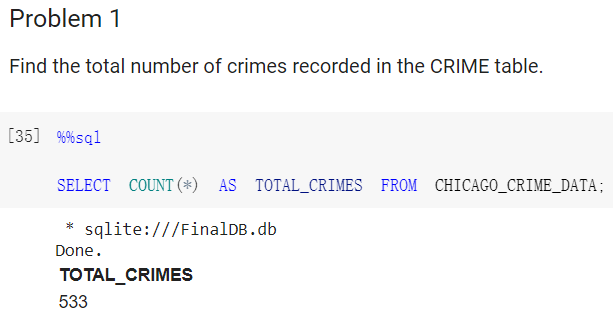 Problem 1
Find the total number of crimes recorded in the CRIME table.
[35] %%sql
SELECT COUNT(*) AS TOTAL_CRIMES FROM CHICAGO_CRIME_DATA;
* sqlite:///FinalDB.db
Done.
TOTAL_CRIMES
533